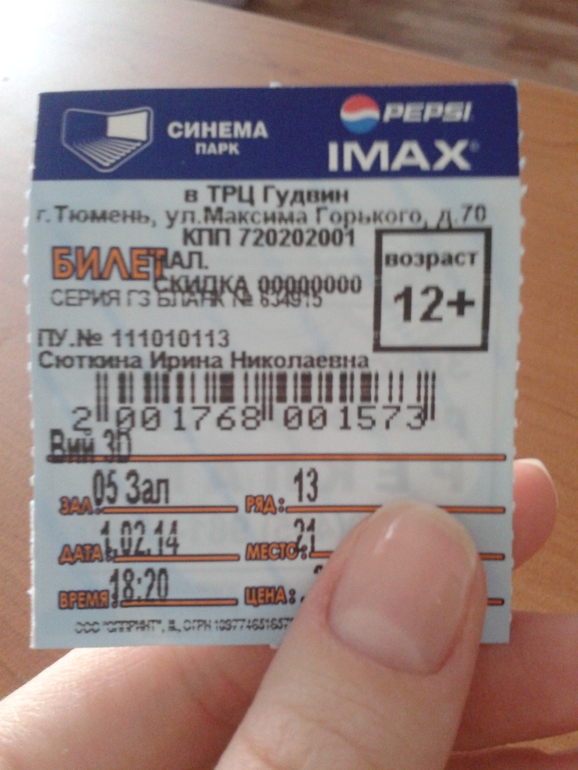 СИНЕМА
ПАРК
PEPSI
IMAX
в ТРЦ Гудвин
г.Тюмень, ул.Максима Горького, д.70
КПП 720202001
БИЛЕТ НАЛ.
СКИДКА 00000000
СЕРИЯ ГЗ БЛАНК № 634915
возраст
12+
ПУ.№ 111010113
Сюткина Ирина Николаевна
2 001768 001573
Вий 3D
ЗАЛ: 05 Зал РЯД: 13
ДАТА: 1.02.14 МЕСТО: 21
ВРЕМЯ: 18:20 ЦЕНА: